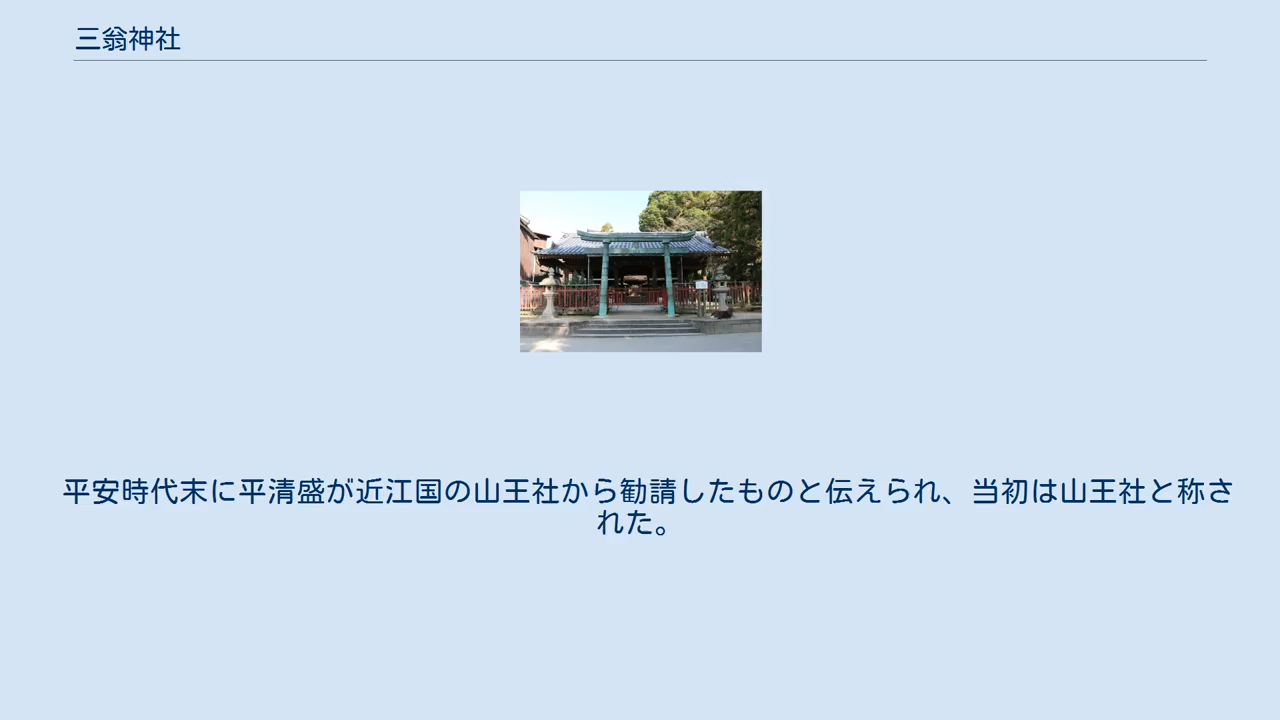 三翁神社
平安時代末に平清盛が近江国の山王社から勧請したものと伝えられ、当初は山王社と称さ
れた。